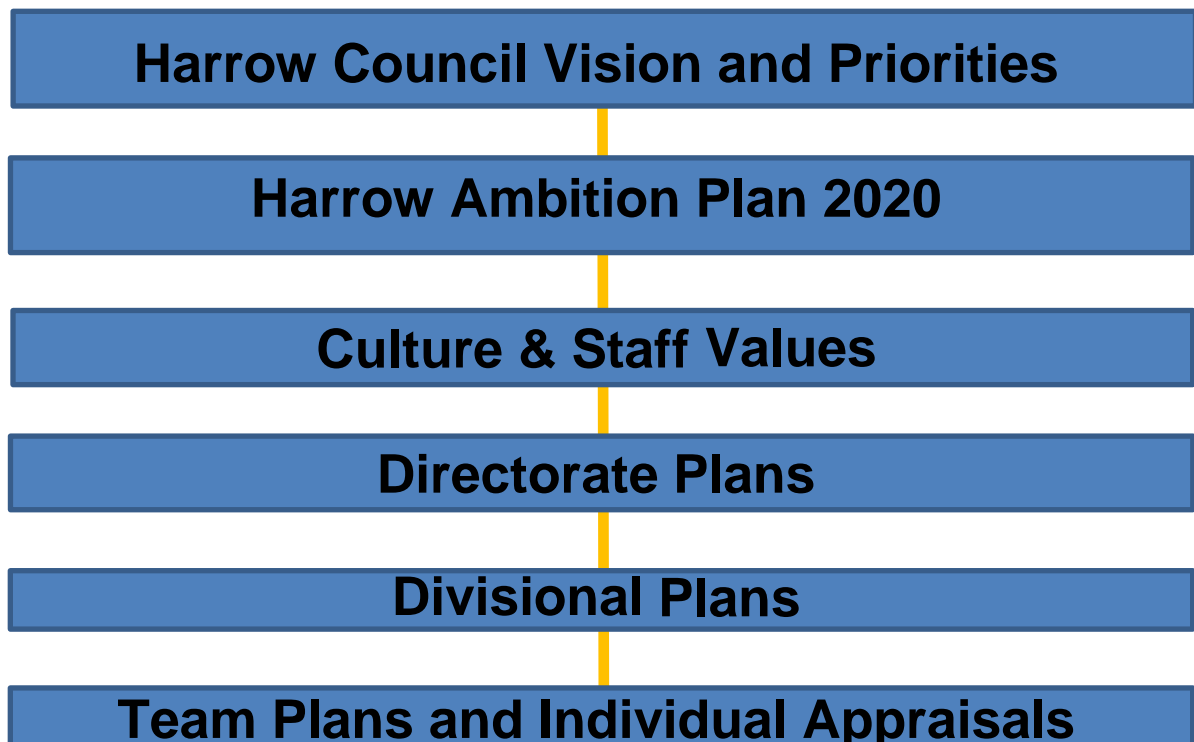 Harrow Council Vision and Priorities
Harrow Ambition Plan 2020
Culture & Staff Values
Directorate Plans
Divisional Plans
Team Plans and Individual Appraisals